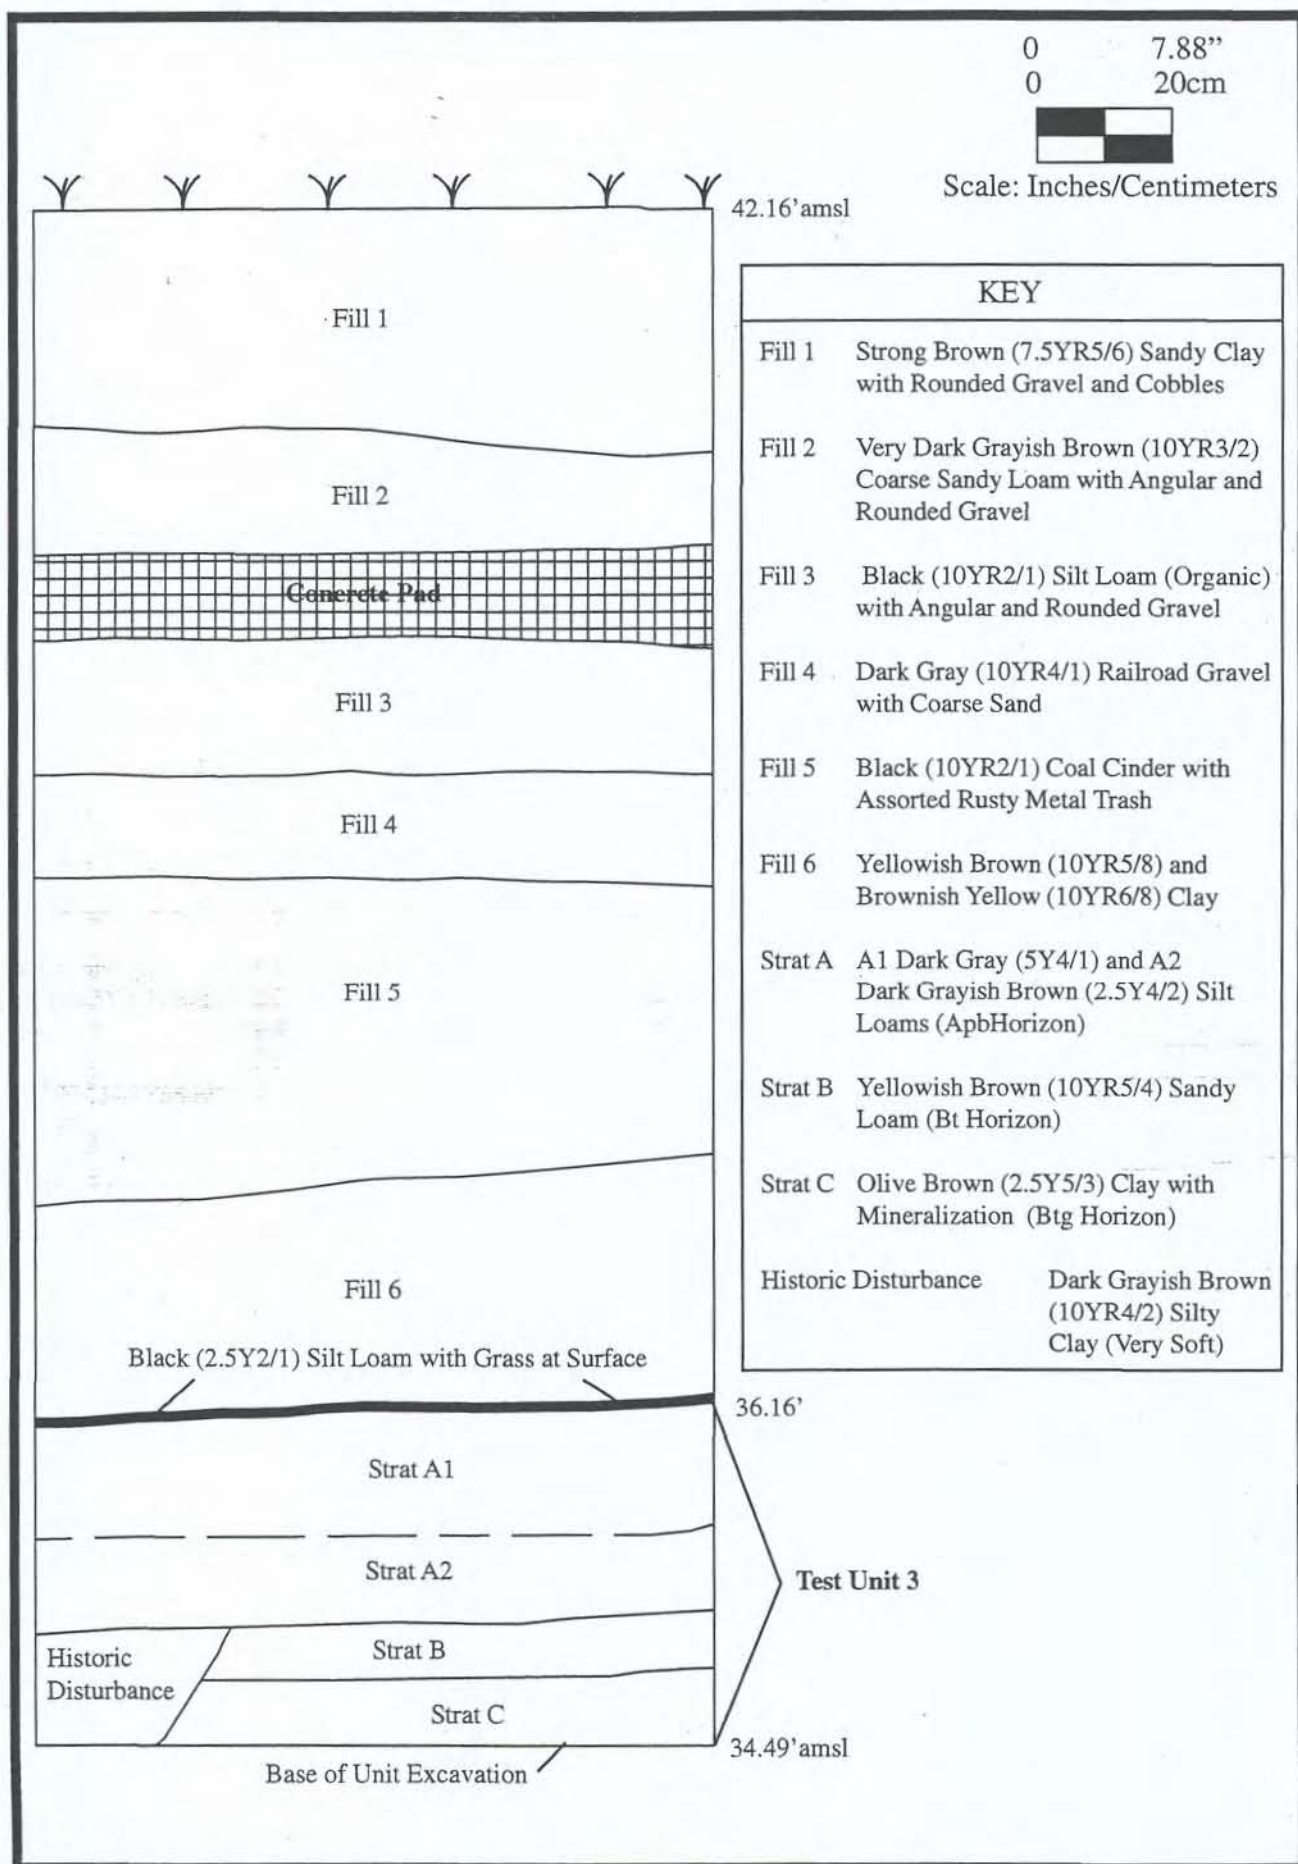 0 7.88”
0 20cm
Scale: Inches/Centimeters
42.16'amsl
Fill 1
Fill 2
Concrete Pad
Fill 3
Fill 4
Fill 5
Fill 6
Black (2.5Y2/1) Silt Loam with Grass at Surface
36.16'
Strat A1
Strat A2
Test Unit 3
Strat B
Historic
Disturbance
Strat C
34.49'amsl
Base of Unit Excavation
KEY
Fill 1 Strong Brown (7.5YR5/6) Sandy Clay
with Rounded Gravel and Cobbles
Fill 2 Very Dark Grayish Brown (10YR3/2)
Coarse Sandy Loam with Angular and
Rounded Gravel
Fill 3 Black (10YR2/1) Silt Loam (Organic)
with Angular and Rounded Gravel
Fill 4 Dark Gray (10YR4/1) Railroad Gravel
with Coarse Sand
Fill 5 Black (10YR2/1) Coal Cinder with
Assorted Rusty Metal Trash
Fill 6 Yellowish Brown (10YR5/8) and
Brownish Yellow (10YR6/8) Clay
Strat A A1 Dark Gray (5Y4/1) and A2
Dark Grayish Brown (2.5Y4/2) Silt
Loams (ApbHorizon)
Strat B Yellowish Brown (10YR5/4) Sandy
Loam (Bt Horizon)
Strat C Olive Brown (2.5Y5/3) Clay with
Mineralization (Btg Horizon)
Historic Disturbance Dark Grayish Brown
(10YR4/2) Silty
Clay (Very Soft)